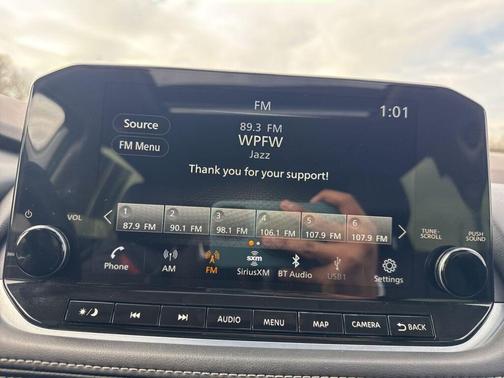 FM
1:01
Source
89.3 FM
FM Menu
WPFW
Jazz
Thank you for your support!
VOL
1 2 3 4 5 6
87.9 FM 90.1 FM 98.1 FM 106.1 FM 107.9 FM 107.9 FM
TUNE-
SCROLL
PUSH
SOUND
Phone
AM
FM
sxm
SiriusXM
BT Audio
USB1
Settings
AUDIO
MENU
MAP
CAMERA
BACK